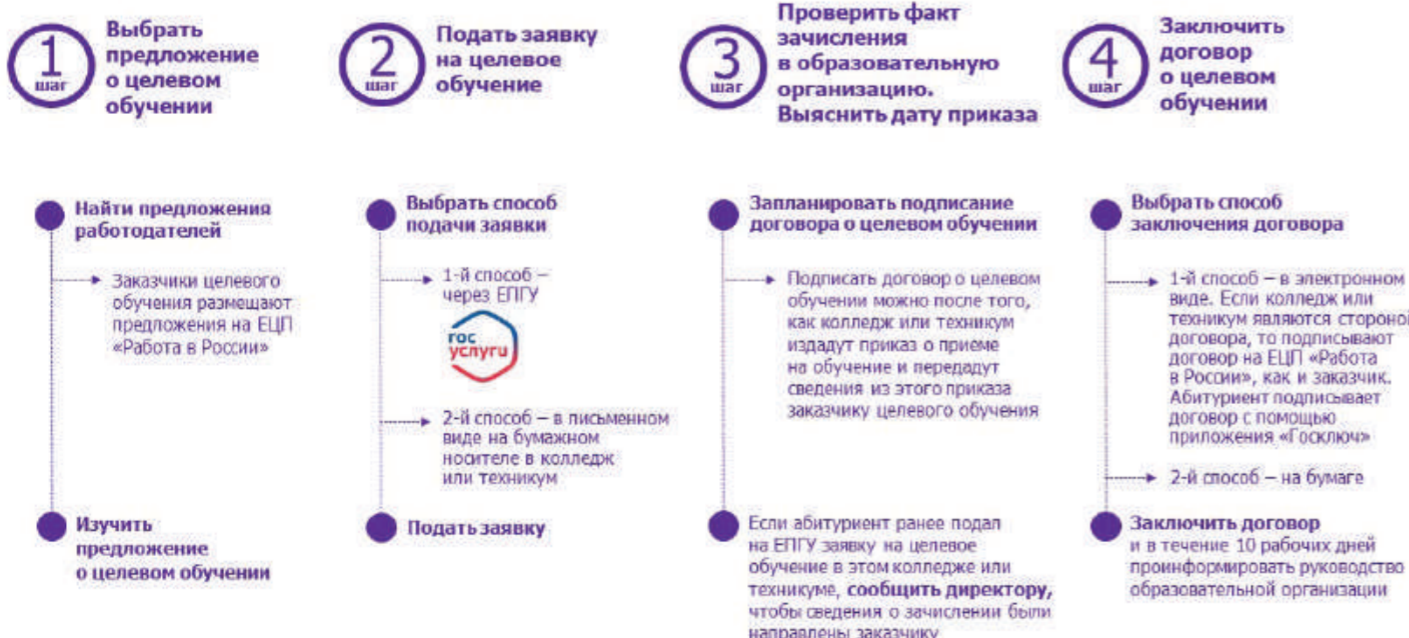 1
шаг
Выбрать
предложение
о целевом
обучении
Найти предложения
работодателей
Заказчики целевого
обучения размещают
предложения на ЕЦП
«Работа в России»
Изучить
предложение
о целевом обучении
2
шаг
Подать заявку
на целевое
обучение
Выбрать способ
подачи заявки
1-й способ –
через ЕПГУ
гос
услуги
2-й способ – в письменном
виде на бумажном
носителе в колледж
или техникум
Подать заявку
3
шаг
Проверить факт
зачисления
в образовательную
организацию.
Выяснить дату приказа
Запланировать подписание
договора о целевом обучении
Подписать договор о целевом
обучении можно после того,
как колледж или техникум
издадут приказ о приеме
на обучение и передадут
сведения из этого приказа
заказчику целевого обучения
Если абитуриент ранее подал
на ЕПГУ заявку на целевое
обучение в этом колледже или
техникуме, сообщить директору,
чтобы сведения о зачислении были
направлены заказчику
4
шаг
Заключить
договор
о целевом
обучении
Выбрать способ
заключения договора
1-й способ – в электронном
виде. Если колледж или
техникум являются стороной
договора, то подписывают
договор на ЕЦП «Работа
в России», как и заказчик.
Абитуриент подписывает
договор с помощью
приложения «Госключ»
2-й способ – на бумаге
Заключить договор
и в течение 10 рабочих дней
проинформировать руководство
образовательной организации